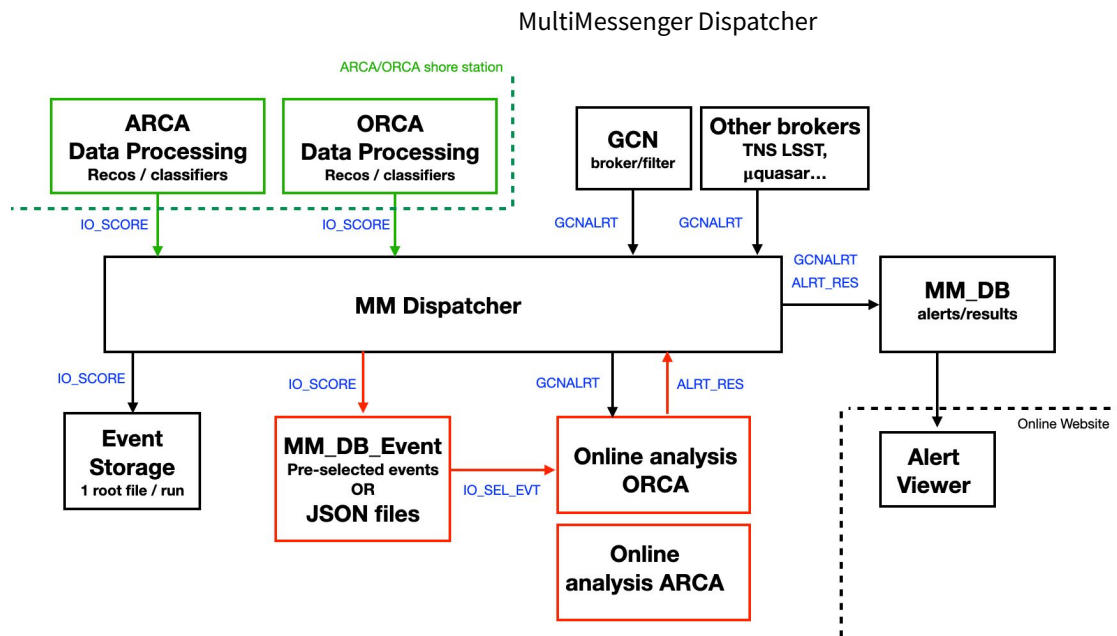 MultiMessenger Dispatcher
ARCA/ORCA shore station
ARCA
Data Processing
Recos / classifiers
ORCA
Data Processing
Recos / classifiers
GCN
broker/filter
Other brokers
TNS LSST,
µquasar...
IO_SCORE
IO_SCORE
GCNALRT
GCNALRT
MM Dispatcher
GCNALRT
ALRT_RES
MM_DB
alerts/results
IO_SCORE
IO_SCORE
GCNALRT
ALRT_RES
Event
Storage
1 root file / run
MM_DB_Event
Pre-selected events
OR
JSON files
IO_SEL_EVT
Online analysis
ORCA
Online
analysis ARCA
Online Website
Alert
Viewer